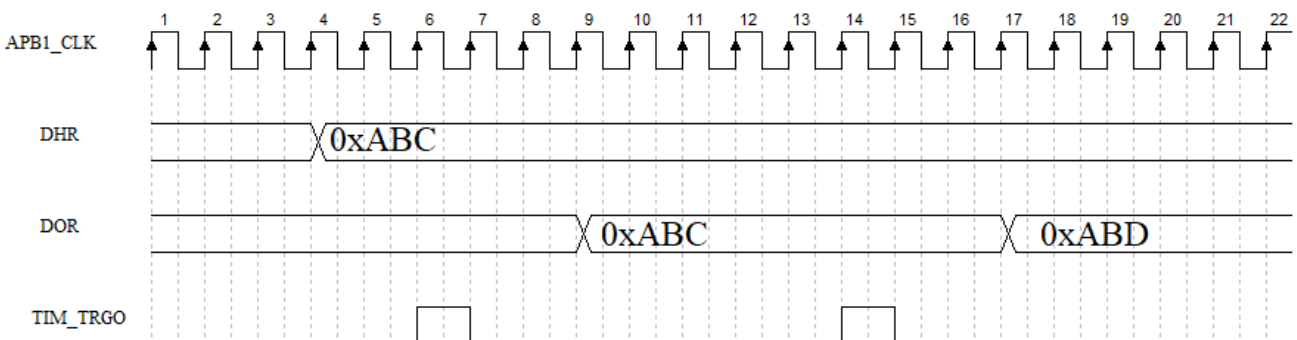 1 2 3 4 5 6 7 8 9 10 11 12 13 14 15 16 17 18 19 20 21 22
APB1_CLK
DHR 0xABC
DOR 0xABC 0xABD
TIM_TRGO